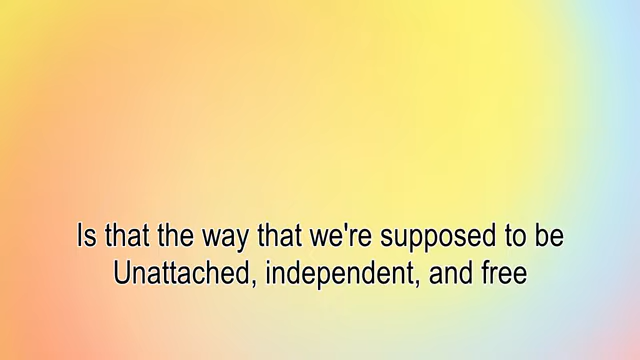 Is that the way that we're supposed to be
Unattached, independent, and free